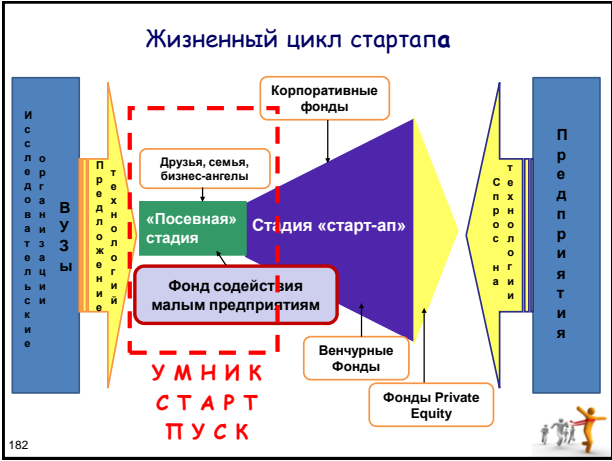 Жизненный цикл стартапа
Исследовательские
организации
ВУЗы
Предложение
технологий
Друзья, семья,
бизнес-ангелы
«Посевная»
стадия
Корпоративные
фонды
Стадия «старт-ап»
Фонд содействия
малым предприятиям
Венчурные
Фонды
Фонды Private
Equity
Спрос на
технологии
Предприятия
УМНИК
СТАРТ
ПУСК
182